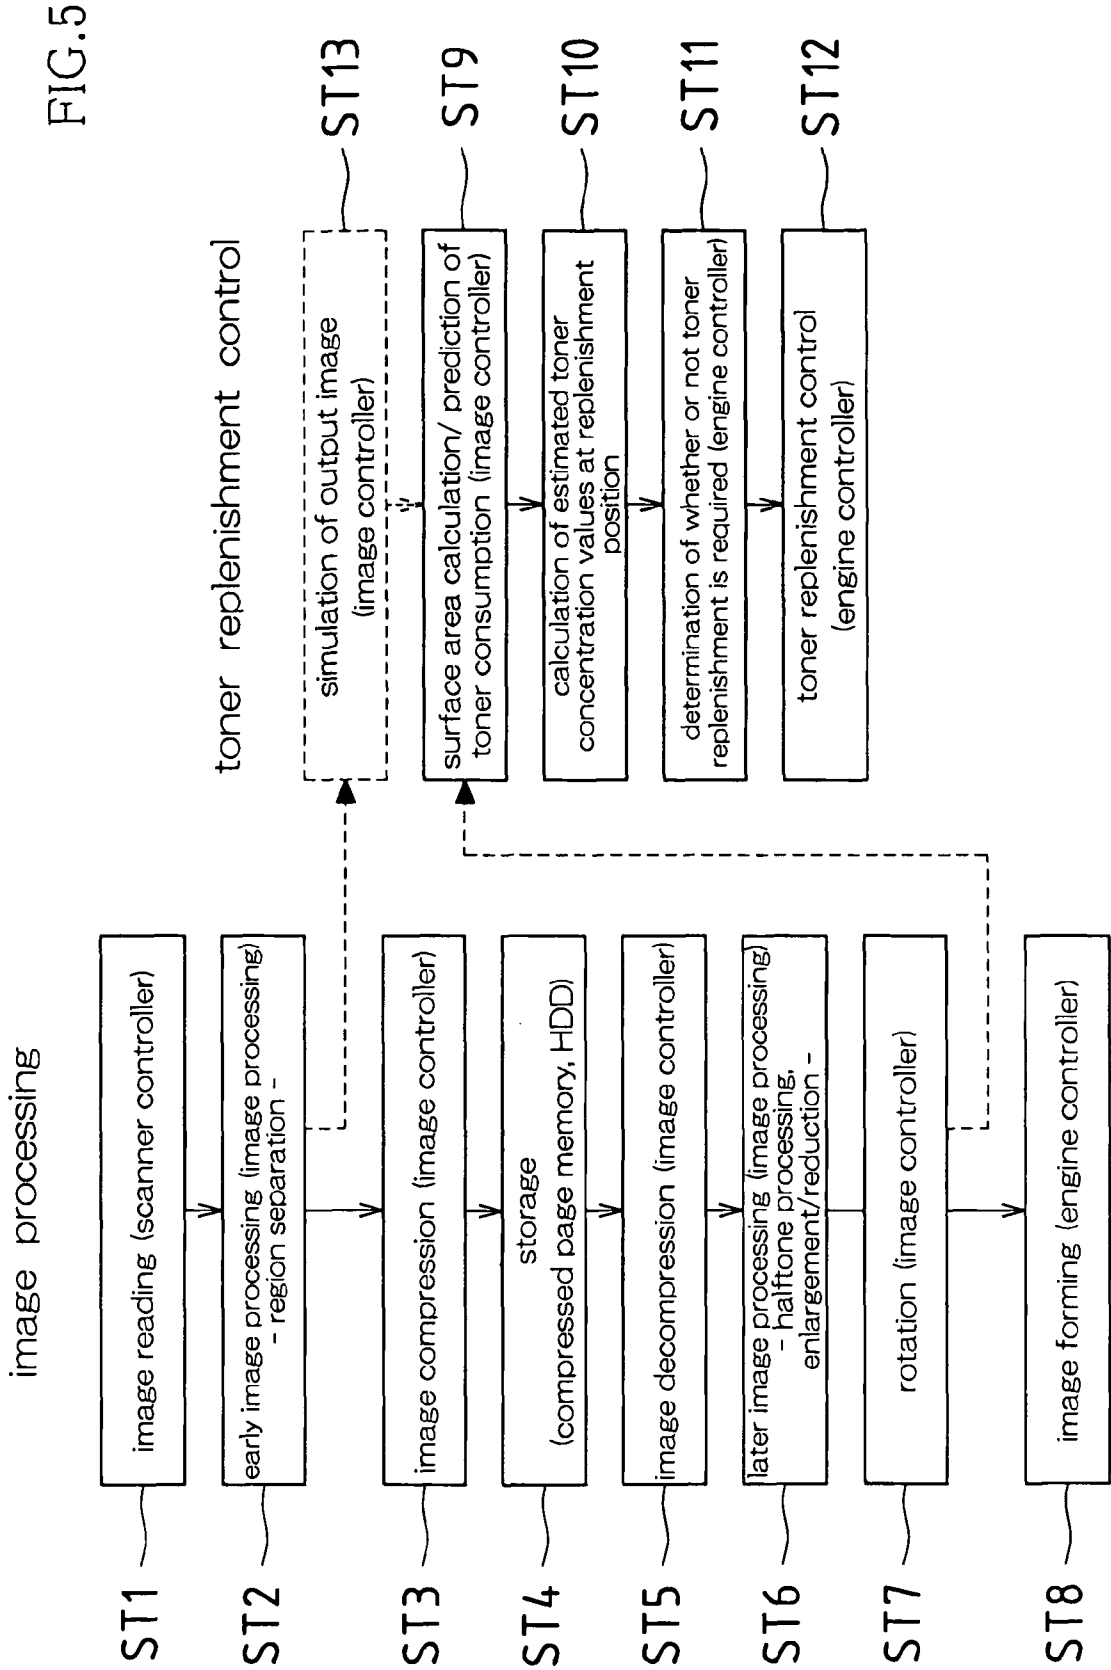 FIG.5
image processing
ST1
image reading (scanner controller)
ST2
early image processing (image processing)
- region separation -
ST3
image compression (image controller)
ST4
storage
(compressed page memory, HDD)
ST5
image decompression (image controller)
ST6
later image processing (image processing)
- halftone processing,
enlargement/reduction -
ST7
rotation (image controller)
ST8
image forming (engine controller)
toner replenishment control
simulation of output image
(image controller)
ST13
surface area calculation/ prediction of
toner consumption (image controller)
ST9
calculation of estimated toner
concentration values at replenishment
position
ST10
determination of whether or not toner
replenishment is required (engine controller)
ST11
toner replenishment control
(engine controller)
ST12